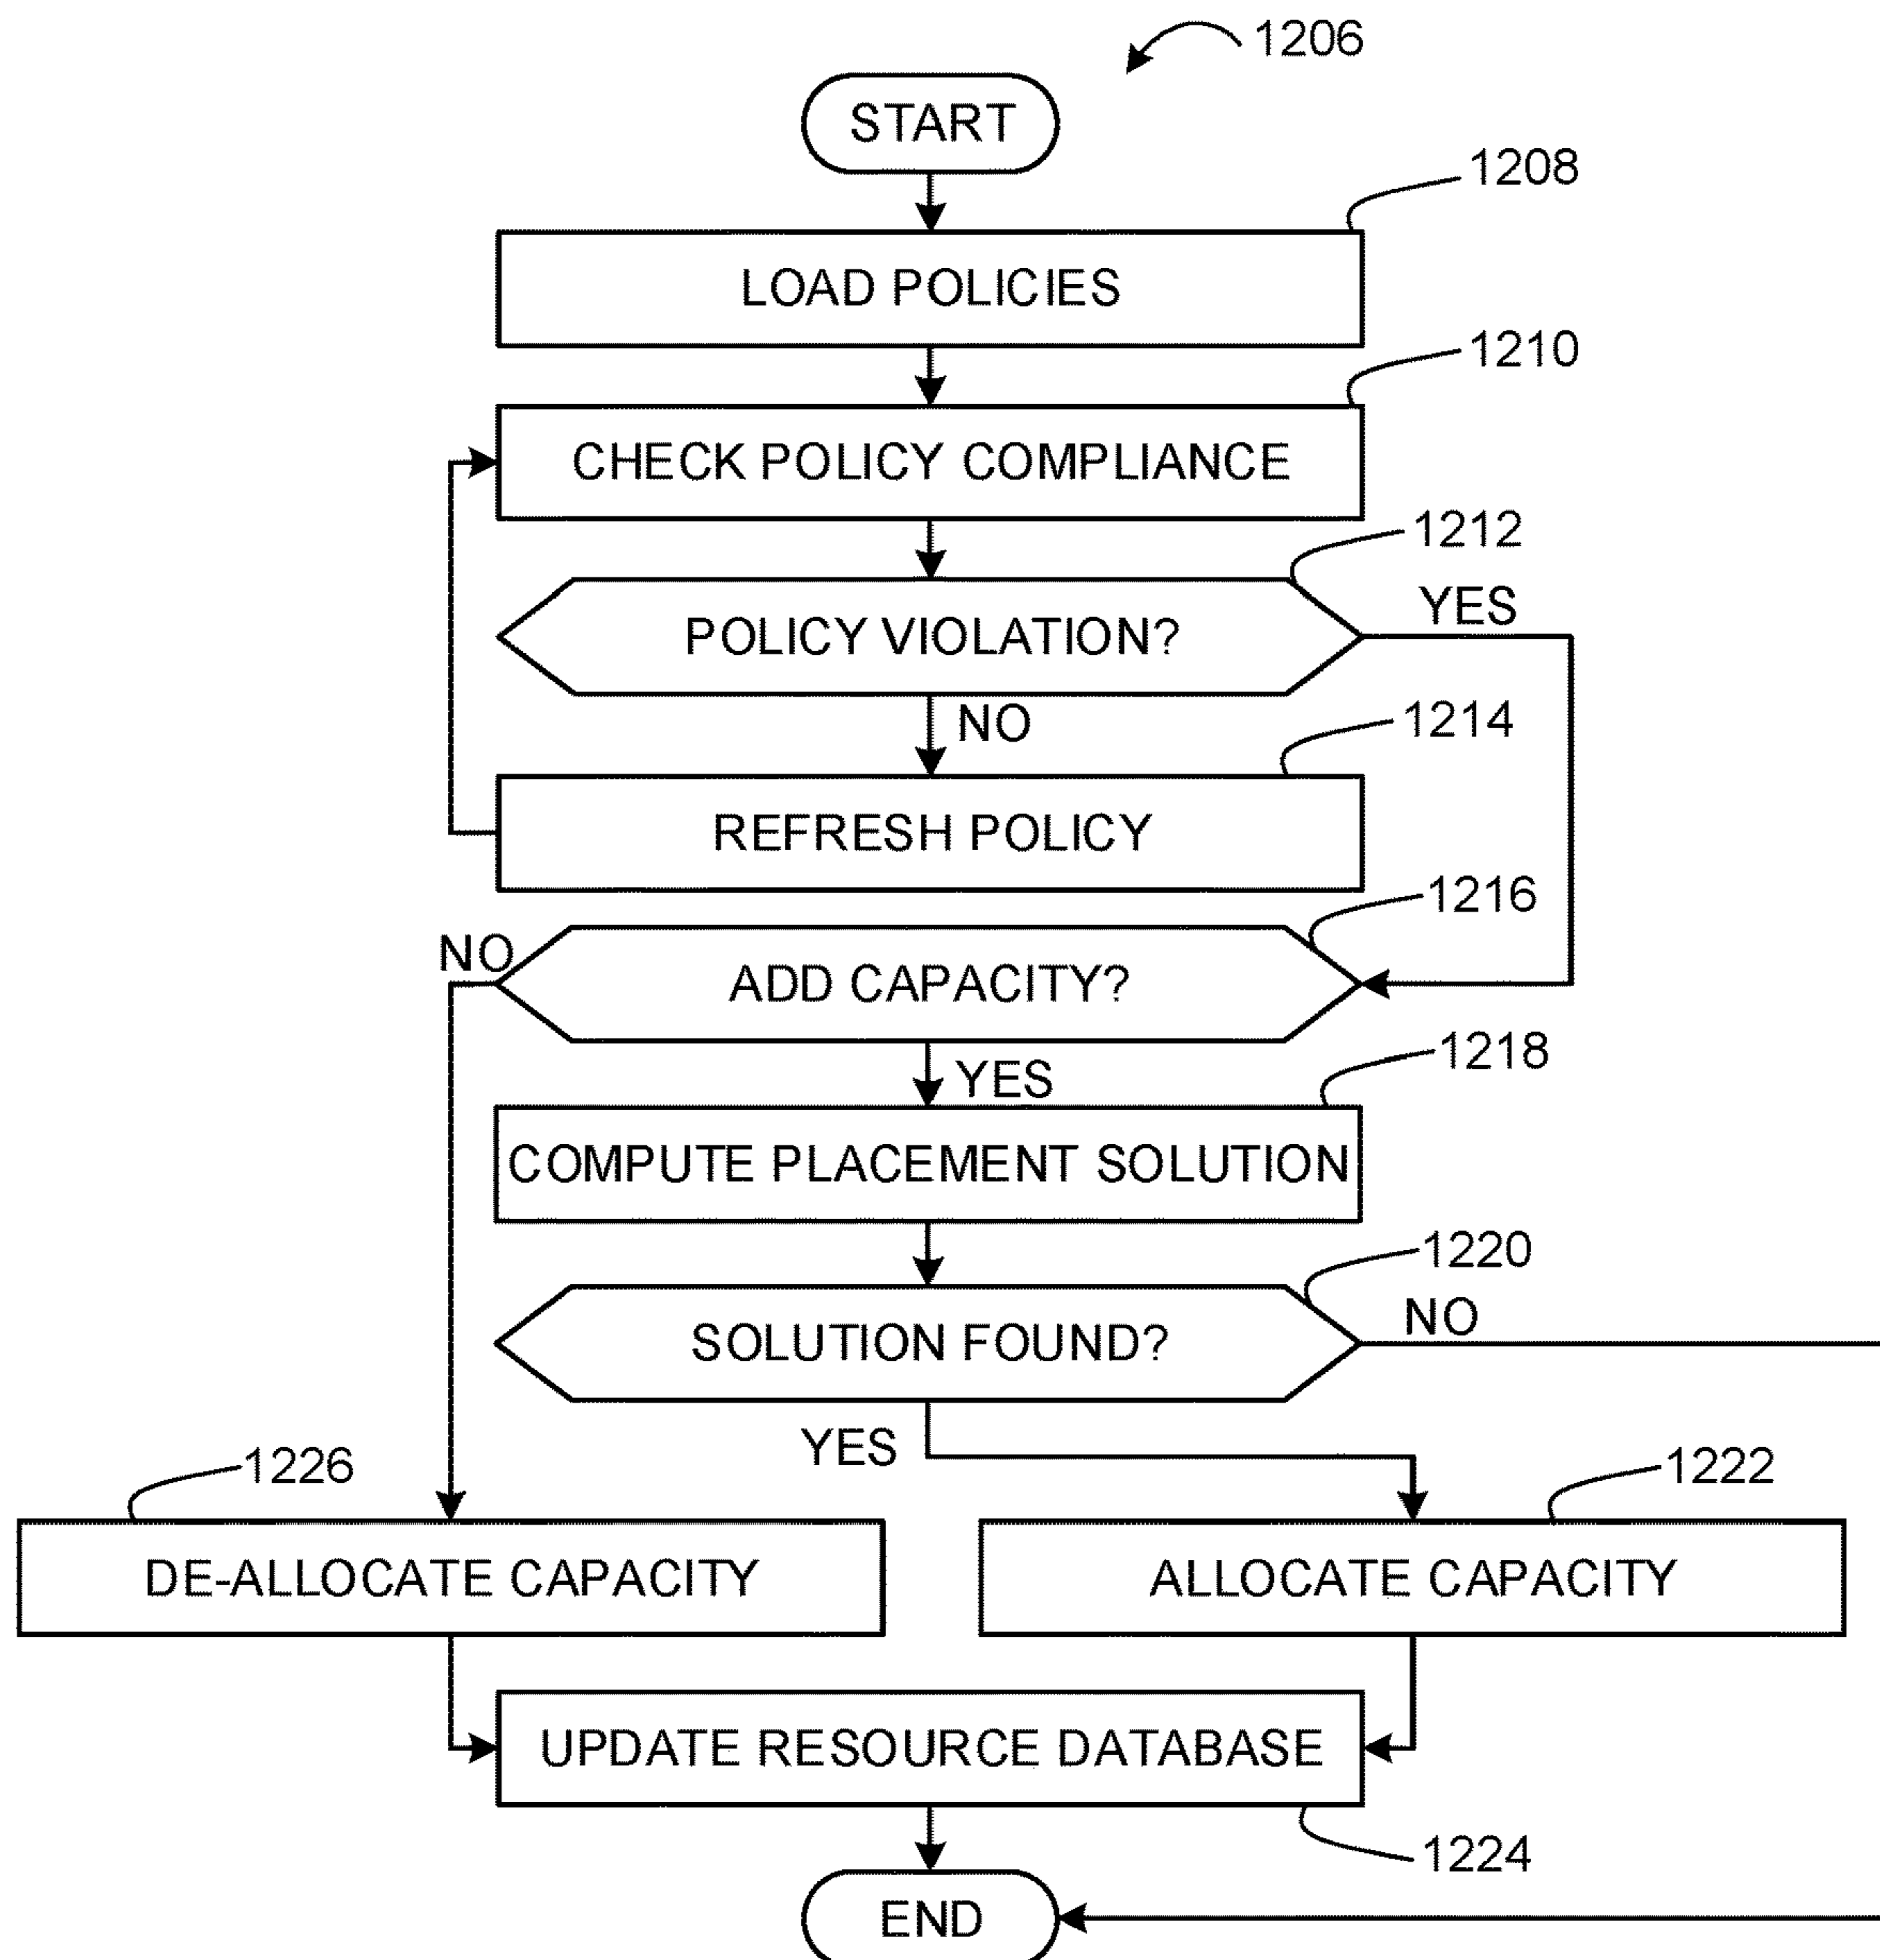 1206
START
1208
LOAD POLICIES
1210
CHECK POLICY COMPLIANCE
1212
YES
POLICY VIOLATION?
NO
1214
REFRESH POLICY
1216
NO
ADD CAPACITY?
1218
YES
COMPUTE PLACEMENT SOLUTION
1220
NO
SOLUTION FOUND?
YES
1226
1222
DE-ALLOCATE CAPACITY
ALLOCATE CAPACITY
UPDATE RESOURCE DATABASE
1224
END